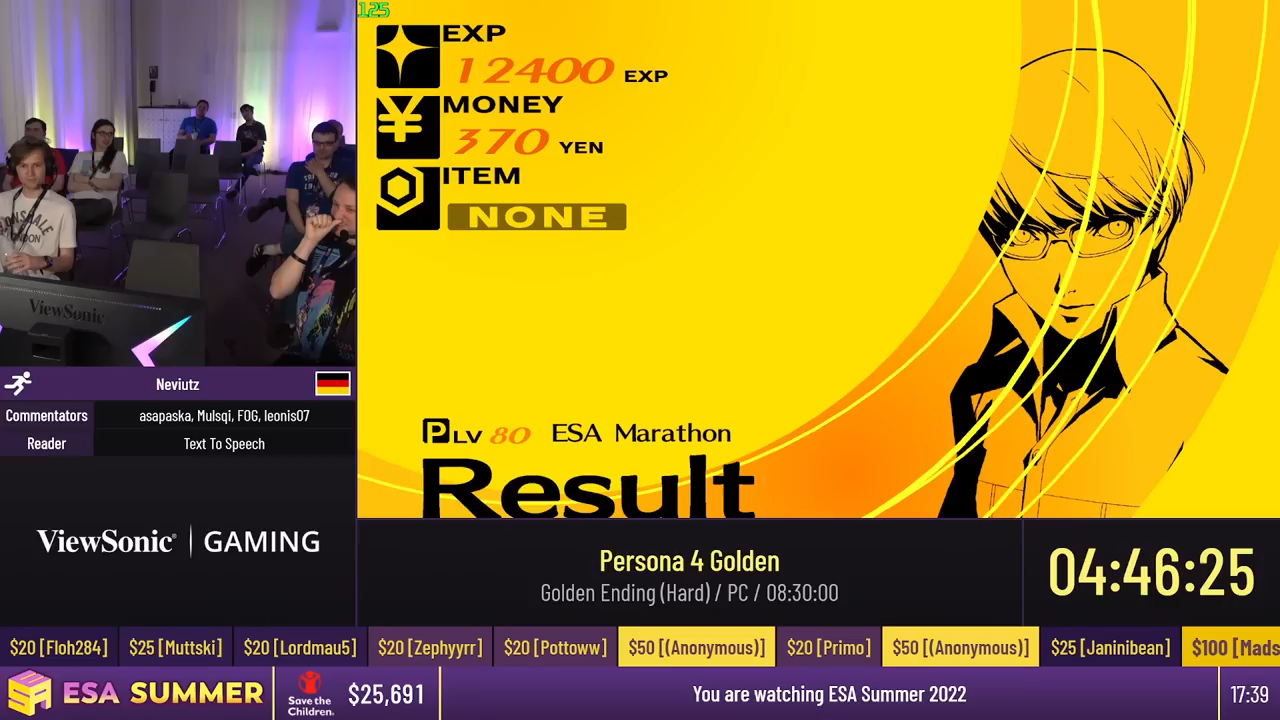 125
EXP
12400 EXP
MONEY
370 YEN
ITEM
NONE
PLV 80 ESA Marathon
Result
LONSDALE
LONDON
ViewSonic
Neviutz
Commentators
asapaska, Mulsqi, FOG, leonis07
Reader
Text To Speech
ViewSonic | GAMING
Persona 4 Golden
Golden Ending (Hard) / PC / 08:30:00
04:46:25
$20 [Floh284] $25 [Muttski] $20 [Lordmau5] $20 [Zephyyrr] $20 [Pottoww] $50 [(Anonymous)] $20 [Primo] $50 [(Anonymous)] $25 [Janinibean] $100 [Mads
ESA SUMMER
Save the
Children.
$25,691
You are watching ESA Summer 2022
17:39